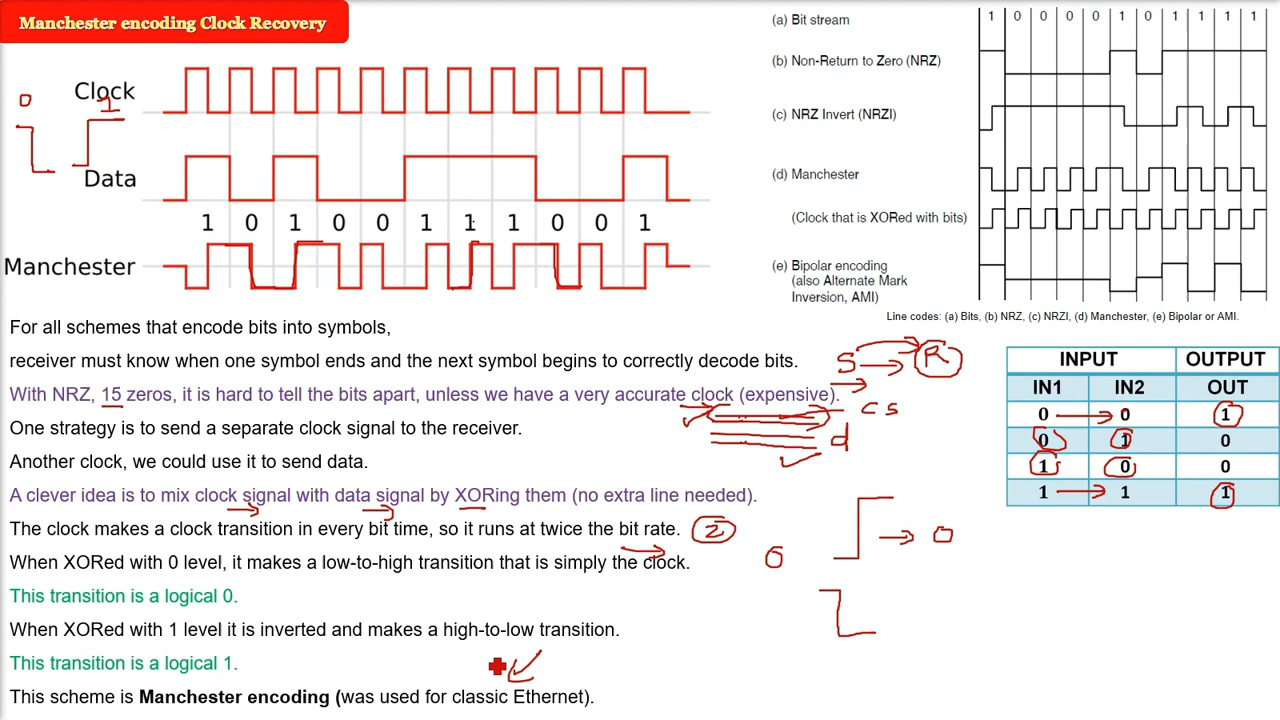 Manchester encoding Clock Recovery
0
1
Clock
Data
1 0 1 0 0 1 1 1 0 0 1
Manchester
(a) Bit stream
1 0 0 0 0 1 0 1 1 1 1
(b) Non-Return to Zero (NRZ)
(c) NRZ Invert (NRZI)
(d) Manchester
(Clock that is XORed with bits)
(e) Bipolar encoding
(also Alternate Mark
Inversion, AMI)
Line codes: (a) Bits, (b) NRZ, (c) NRZI, (d) Manchester, (e) Bipolar or AMI.
For all schemes that encode bits into symbols,
receiver must know when one symbol ends and the next symbol begins to correctly decode bits.
With NRZ, 15 zeros, it is hard to tell the bits apart, unless we have a very accurate clock (expensive).
One strategy is to send a separate clock signal to the receiver.
Another clock, we could use it to send data.
A clever idea is to mix clock signal with data signal by XORing them (no extra line needed).
The clock makes a clock transition in every bit time, so it runs at twice the bit rate.
When XORed with 0 level, it makes a low-to-high transition that is simply the clock.
This transition is a logical 0.
When XORed with 1 level it is inverted and makes a high-to-low transition.
This transition is a logical 1.
This scheme is Manchester encoding (was used for classic Ethernet).
S R
CS
d
2
0
0
INPUT OUTPUT
IN1 IN2 OUT
0 0 1
0 1 0
1 0 0
1 1 1